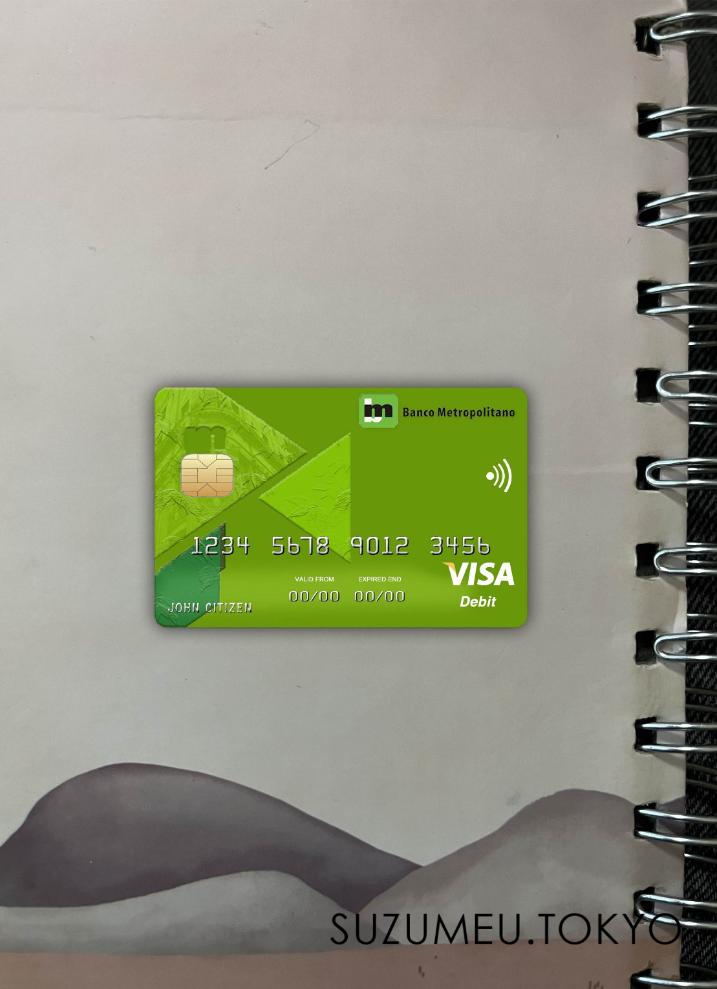 bm Banco Metropolitano
1234 5678 9012 3456
VALID FROM EXPIRED END
00/00 00/00
VISA
Debit
JOHN CITIZEN
SUZUMEU.TOKYO